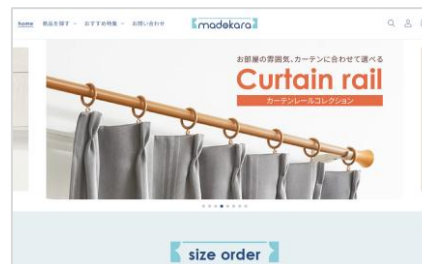 home 商品を探す おすすめ特集 お問い合わせ
madekara
お部屋の雰囲気、カーテンに合わせて選べる
Curtain rail
カーテンレールコレクション
size order